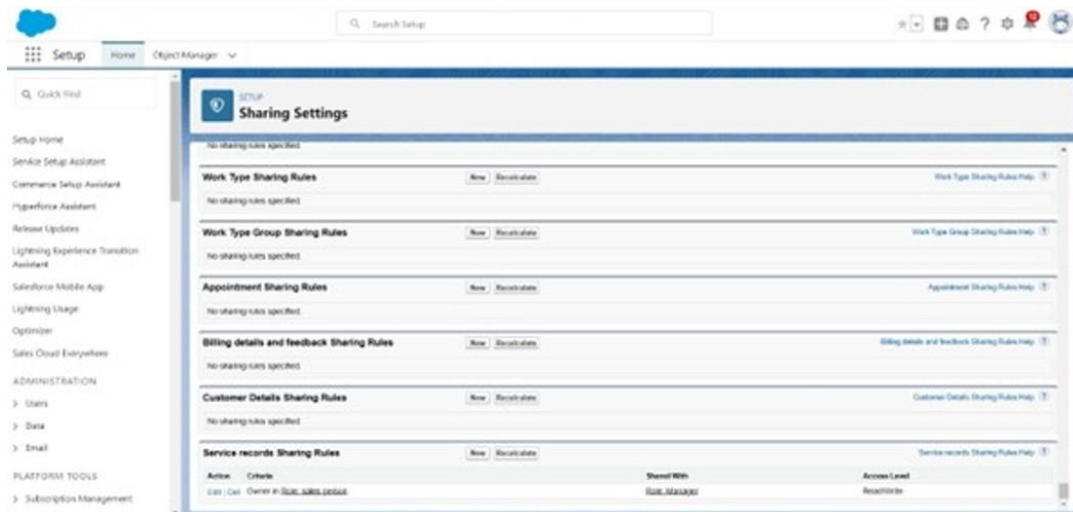 Search Setup
12
Setup Home Object Manager
Quick Find
Setup Home
Service Setup Assistant
Commerce Setup Assistant
Hyperforce Assistant
Release Updates
Lightning Experience Transition
Assistant
Salesforce Mobile App
Lightning Usage
Optimizer
Sales Cloud Everywhere
ADMINISTRATION
Users
Data
Email
PLATFORM TOOLS
Subscription Management
SETUP
Sharing Settings
No sharing rules specified.
Work Type Sharing Rules New Recalculate Work Type Sharing Rules Help ?
No sharing rules specified.
Work Type Group Sharing Rules New Recalculate Work Type Group Sharing Rules Help ?
No sharing rules specified.
Appointment Sharing Rules New Recalculate Appointment Sharing Rules Help ?
No sharing rules specified.
Billing details and feedback Sharing Rules New Recalculate Billing details and feedback Sharing Rules Help ?
No sharing rules specified.
Customer Details Sharing Rules New Recalculate Customer Details Sharing Rules Help ?
No sharing rules specified.
Service records Sharing Rules New Recalculate Service records Sharing Rules Help ?
Action Criteria Shared With Access Level
Edit | Del Owner in Role: sales person Role: Manager Read/Write